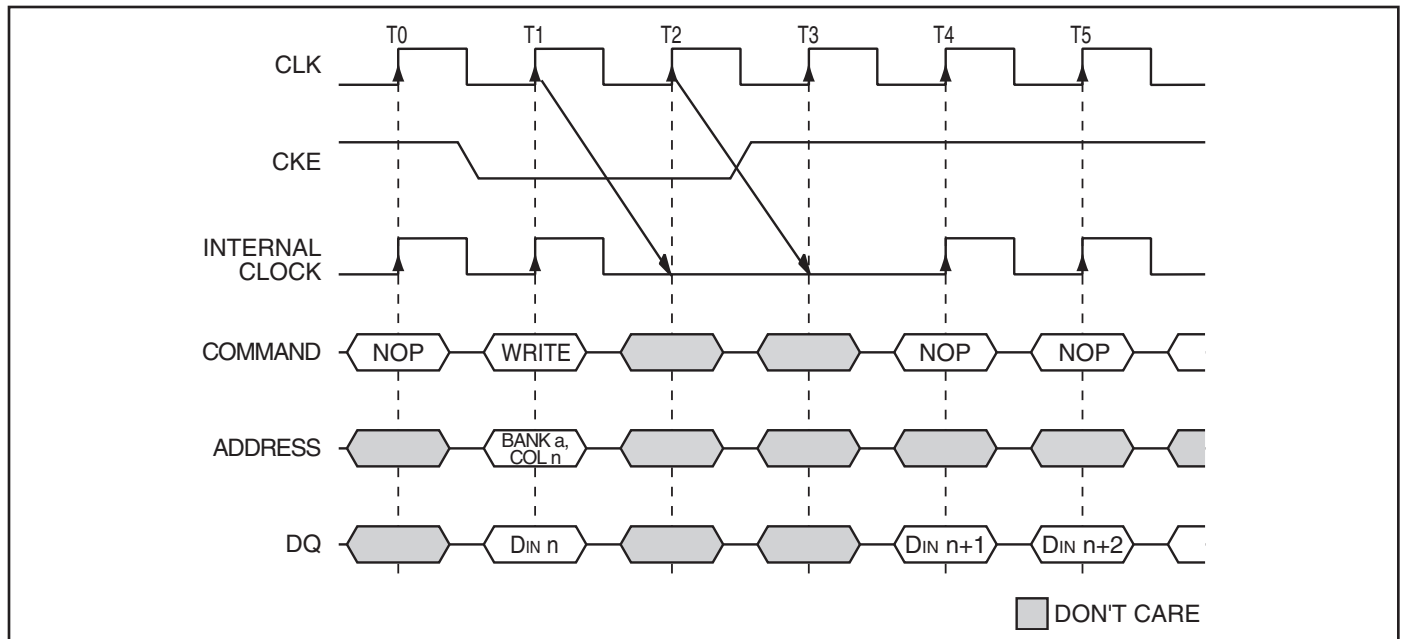 T0 T1 T2 T3 T4 T5
CLK
CKE
INTERNAL
CLOCK
COMMAND NOP WRITE NOP NOP
ADDRESS BANK a,
COL n
DQ DIN n DIN n+1 DIN n+2
DON'T CARE